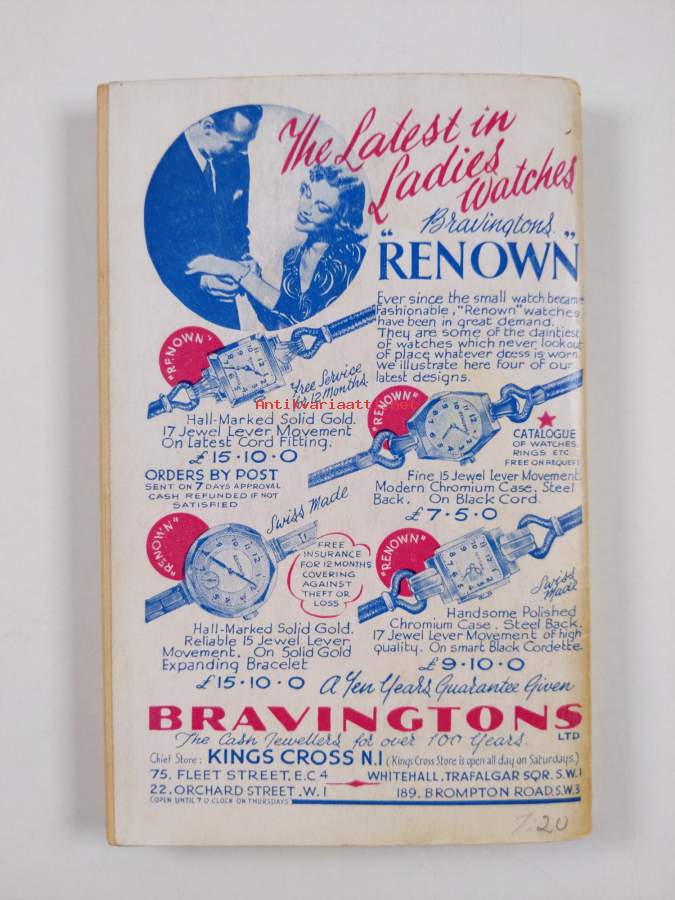 The Latest in
Ladies
Watches
Bravingtons
"RENOWN"
Ever since the small watch became
fashionable, "Renown" watches
have been in great demand.
They are some of the daintiest
of watches which never look out
of place whatever dress is worn.
We illustrate here four of our
latest designs.
"RENOWN"
Free Service
for 12 Months.
Hall-Marked Solid Gold.
17 Jewel Lever Movement
On Latest Cord Fitting.
£15·10·0
ORDERS BY POST
SENT ON 7 DAYS APPROVAL
CASH REFUNDED IF NOT
SATISFIED
"RENOWN"
CATALOGUE
OF WATCHES
RINGS ETC.
FREE ON REQUEST
Fine 15 Jewel Lever Movement
Modern Chromium Case. Steel
Back. On Black Cord.
£7·5·0
"RENOWN"
Swiss Made
FREE
INSURANCE
FOR 12 MONTHS
COVERING
AGAINST
THEFT OR
LOSS
Hall-Marked Solid Gold.
Reliable 15 Jewel Lever
Movement. On Solid Gold
Expanding Bracelet
£15·10·0
"RENOWN"
Swiss
Made
Handsome Polished
Chromium Case. Steel Back.
17 Jewel Lever Movement of high
quality. On smart Black Cordette.
£9·10·0
A Ten Years Guarantee Given
BRAVINGTONS
LTD
The Cash Jewellers for over 100 Years.
Chief Store: KINGS CROSS N.1 (Kings Cross Store is open all day on Saturdays.)
75. FLEET STREET, E.C 4 WHITEHALL. TRAFALGAR SQR. S.W.1
22. ORCHARD STREET. W.1 189. BROMPTON ROAD, S.W.3
(OPEN UNTIL 7 O CLOCK ON THURSDAYS)
Antikvariaatti.net